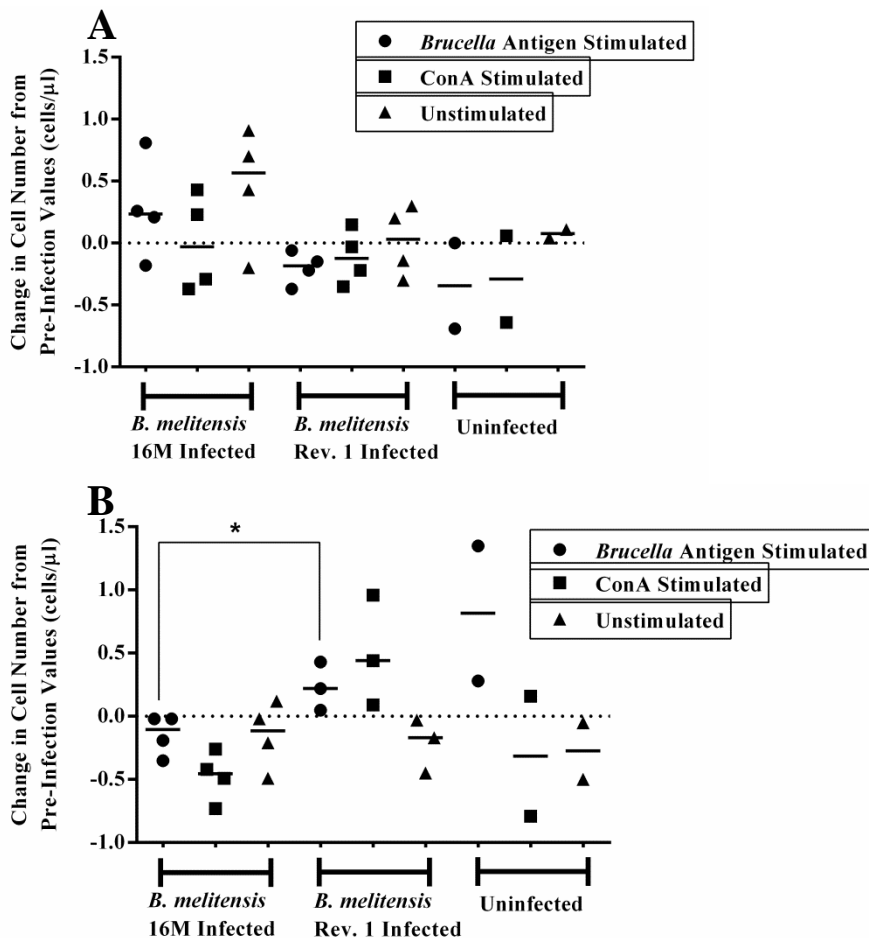 A
Brucella Antigen Stimulated
ConA Stimulated
Unstimulated
Change in Cell Number from
Pre-Infection Values (cells/µl)
1.5
1.0
0.5
0.0
-0.5
-1.0
B. melitensis
16M Infected
B. melitensis
Rev. 1 Infected
Uninfected
B
*
Brucella Antigen Stimulated
ConA Stimulated
Unstimulated
Change in Cell Number from
Pre-Infection Values (cells/µl)
1.5
1.0
0.5
0.0
-0.5
-1.0
B. melitensis
16M Infected
B. melitensis
Rev. 1 Infected
Uninfected